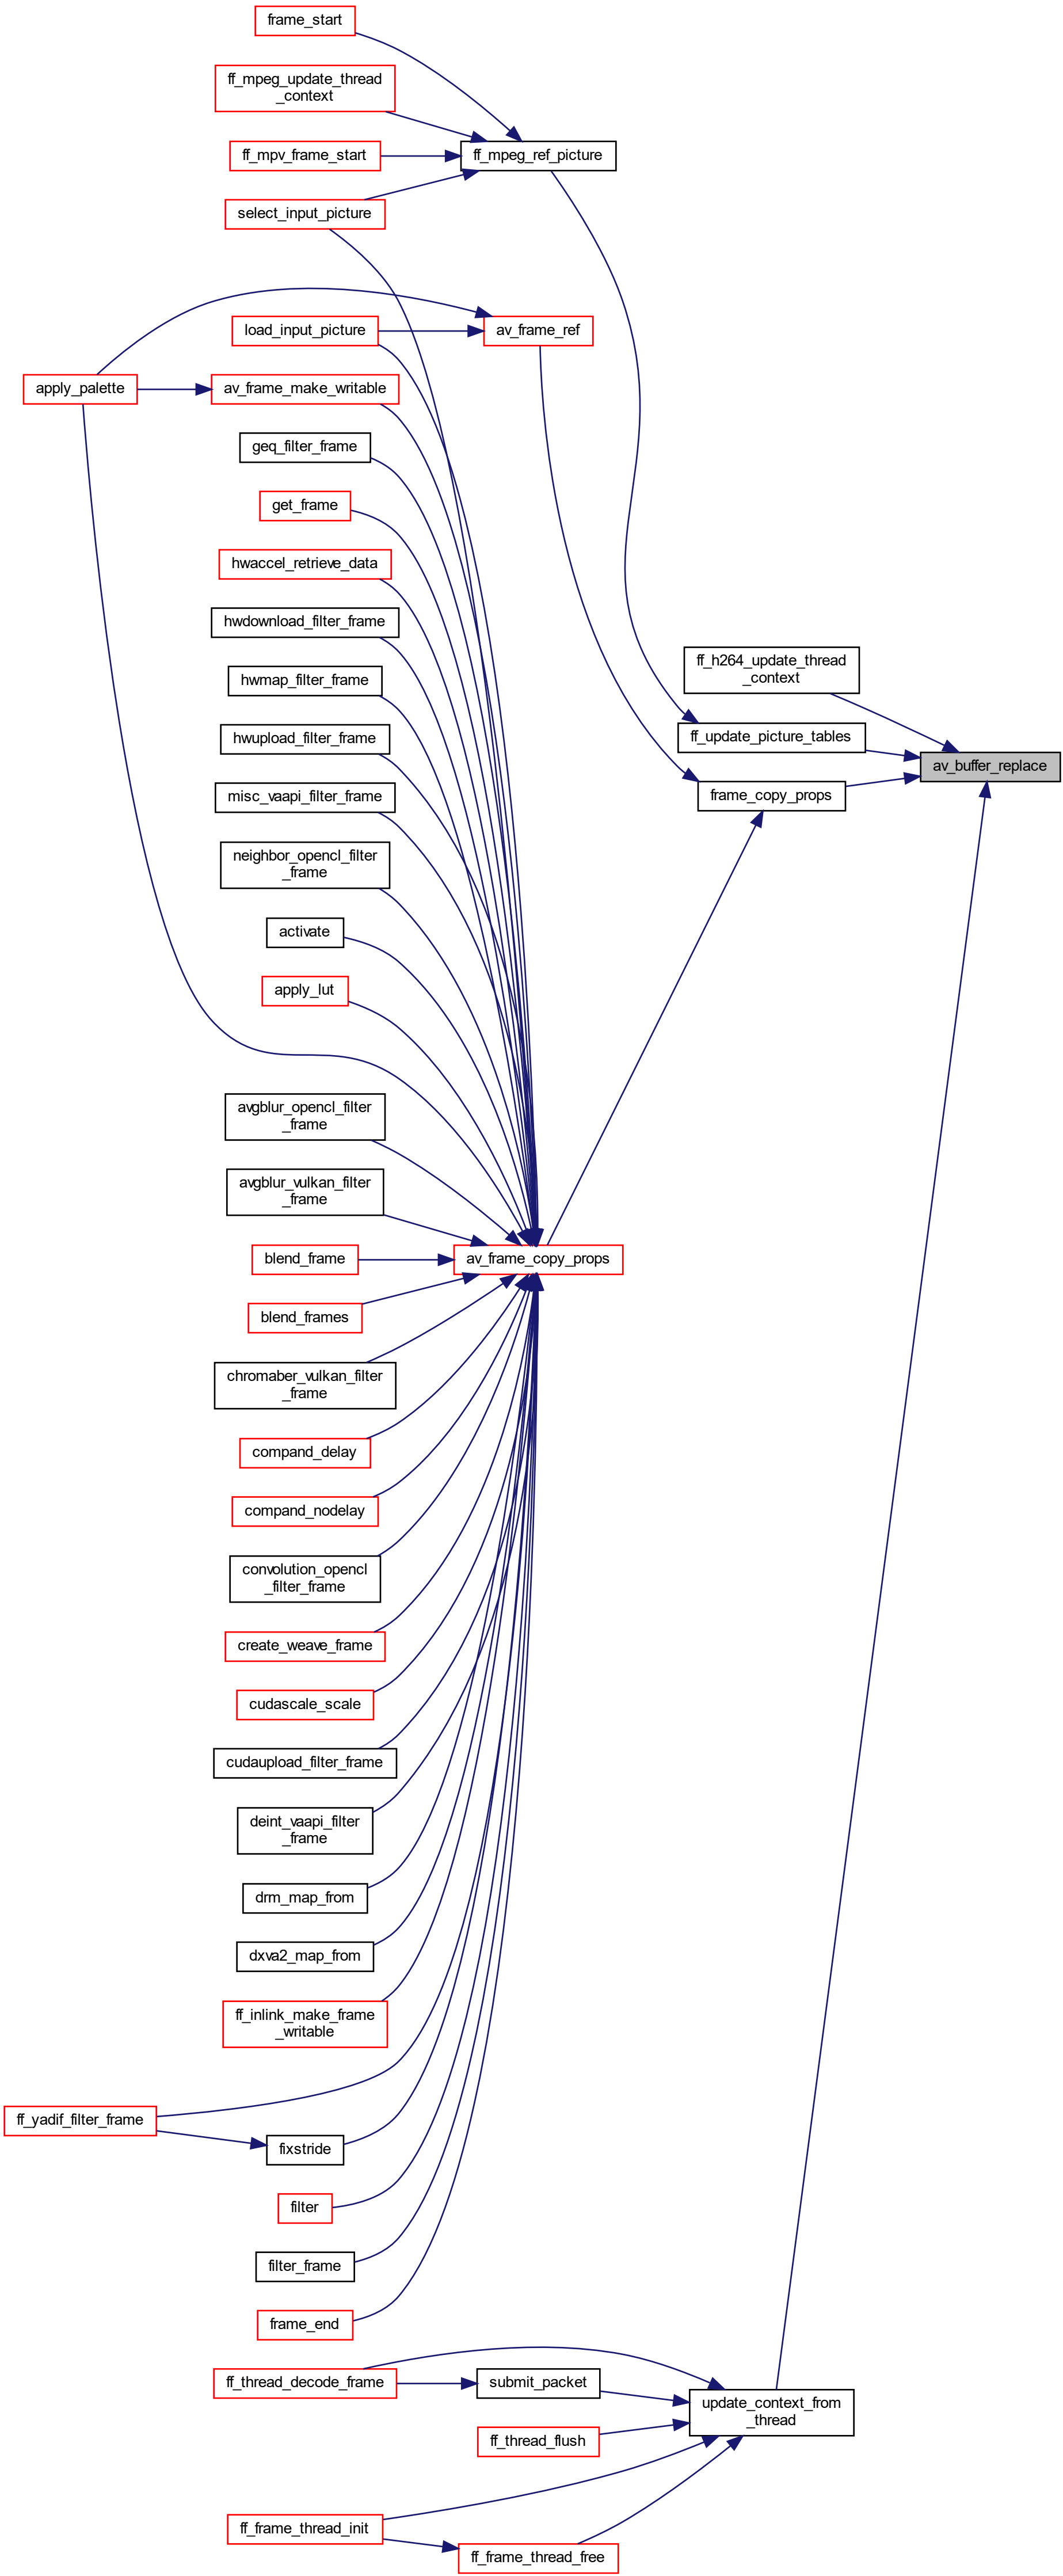 frame_start
ff_mpeg_update_thread
_context
ff_mpv_frame_start
ff_mpeg_ref_picture
select_input_picture
load_input_picture
av_frame_ref
apply_palette
av_frame_make_writable
geq_filter_frame
get_frame
hwaccel_retrieve_data
hwdownload_filter_frame
hwmap_filter_frame
hwupload_filter_frame
misc_vaapi_filter_frame
neighbor_opencl_filter
_frame
ff_h264_update_thread
_context
ff_update_picture_tables
av_buffer_replace
frame_copy_props
activate
apply_lut
avgblur_opencl_filter
_frame
avgblur_vulkan_filter
_frame
blend_frame
av_frame_copy_props
blend_frames
chromaber_vulkan_filter
_frame
compand_delay
compand_nodelay
convolution_opencl
_filter_frame
create_weave_frame
cudascale_scale
cudaupload_filter_frame
deint_vaapi_filter
_frame
drm_map_from
dxva2_map_from
ff_inlink_make_frame
_writable
ff_yadif_filter_frame
fixstride
filter
filter_frame
frame_end
ff_thread_decode_frame
submit_packet
update_context_from
_thread
ff_thread_flush
ff_frame_thread_init
ff_frame_thread_free